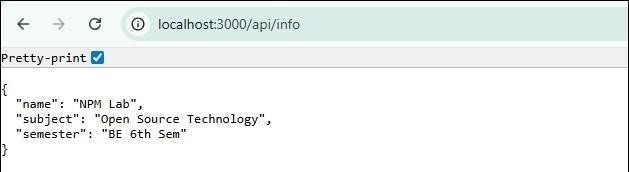 localhost:3000/api/info
Pretty-print
{
  "name": "NPM Lab",
  "subject": "Open Source Technology",
  "semester": "BE 6th Sem"
}